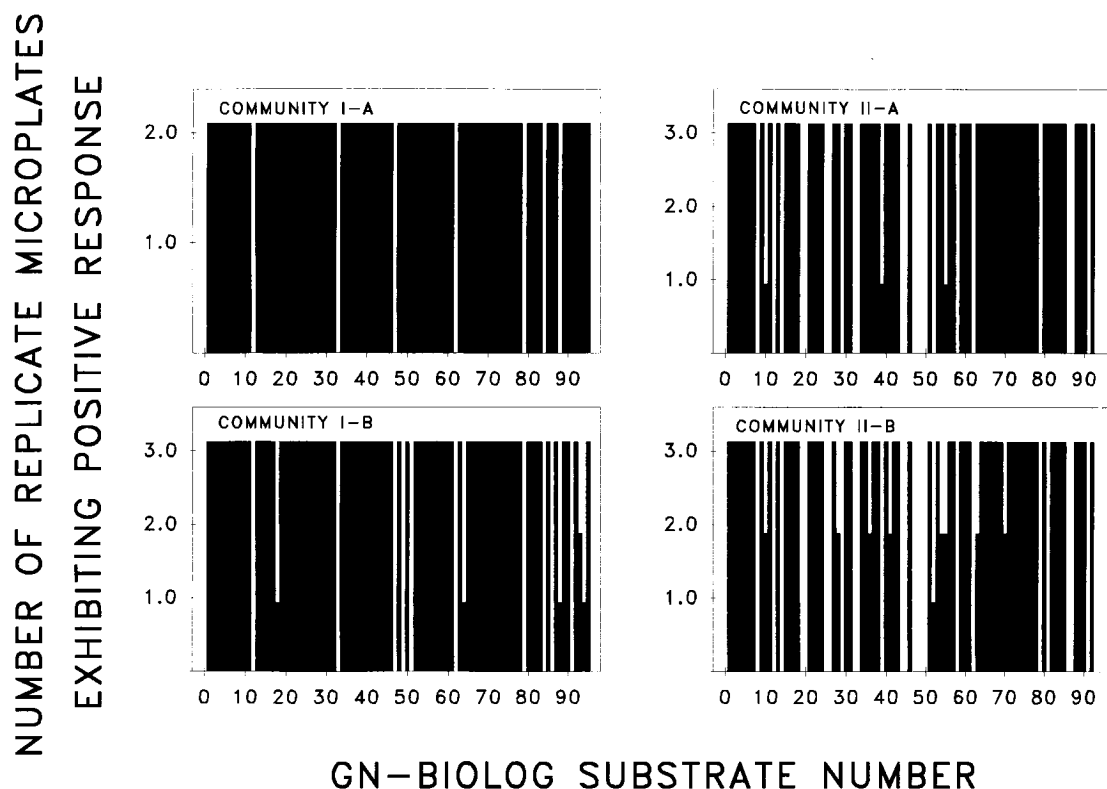 NUMBER OF REPLICATE MICROPLATES
EXHIBITING POSITIVE RESPONSE
COMMUNITY I-A
2.0
1.0
0 10 20 30 40 50 60 70 80 90
COMMUNITY II-A
3.0
2.0
1.0
0 10 20 30 40 50 60 70 80 90
COMMUNITY I-B
3.0
2.0
1.0
0 10 20 30 40 50 60 70 80 90
COMMUNITY II-B
3.0
2.0
1.0
0 10 20 30 40 50 60 70 80 90
GN-BIOLOG SUBSTRATE NUMBER